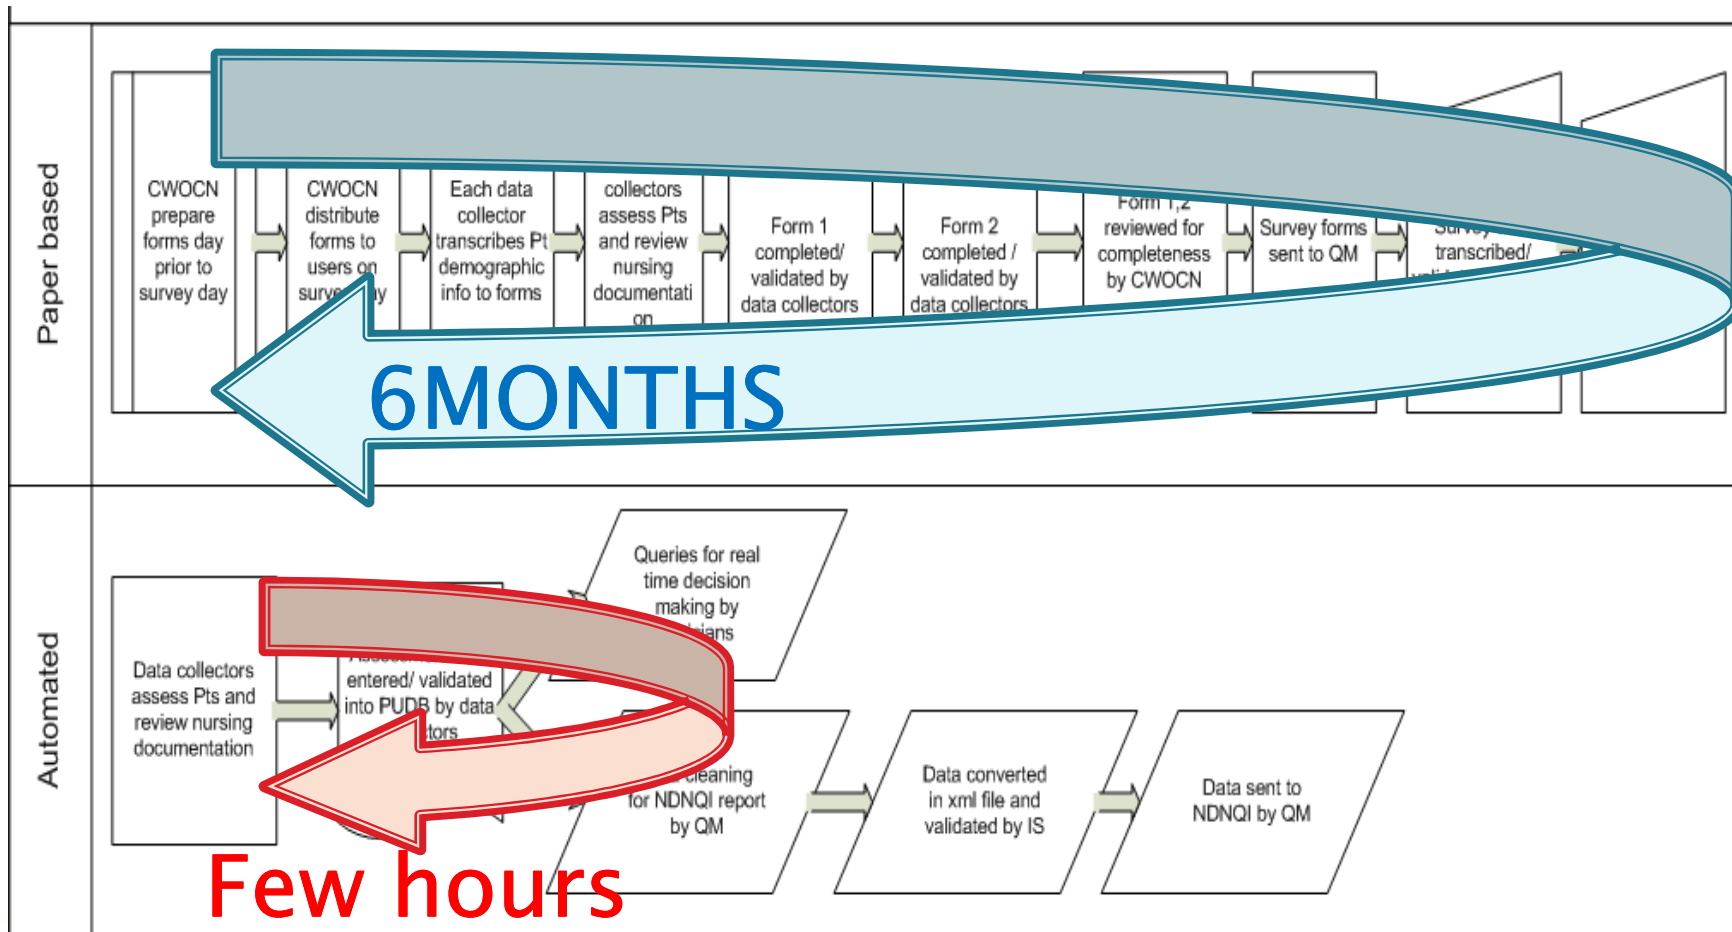 Paper based
CWOCN
prepare
forms day
prior to
survey day
CWOCN
distribute
forms to
users on
Each data
collector
transcribes Pt
demographic
info to forms
collectors
assess Pts
and review
nursing
documentati
on
Form 1
completed/
validated by
data collectors
Form 2
completed /
validated by
data collectors
Form 1,2
reviewed for
completeness
by CWOCN
Survey forms
sent to QM
transcribed/
6MONTHS
Automated
Data collectors
assess Pts and
review nursing
documentation
entered/ validated
into PUDB by data
Queries for real
time decision
making by
cleaning
for NDNQI report
by QM
Data converted
in xml file and
validated by IS
Data sent to
NDNQI by QM
Few hours